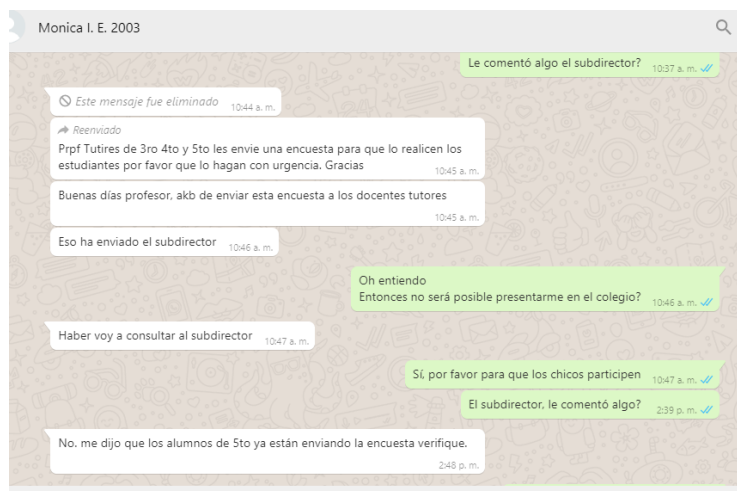 Monica I. E. 2003
Le comentó algo el subdirector? 10:37 a. m.
Este mensaje fue eliminado 10:44 a. m.
Reenviado
Prpf Tutires de 3ro 4to y 5to les envie una encuesta para que lo realicen los
estudiantes por favor que lo hagan con urgencia. Gracias
10:45 a. m.
Buenas días profesor, akb de enviar esta encuesta a los docentes tutores
10:45 a. m.
Eso ha enviado el subdirector 10:46 a. m.
Oh entiendo
Entonces no será posible presentarme en el colegio? 10:46 a. m.
Haber voy a consultar al subdirector 10:47 a. m.
Sí, por favor para que los chicos participen 10:47 a. m.
El subdirector, le comentó algo? 2:39 p. m.
No. me dijo que los alumnos de 5to ya están enviando la encuesta verifique.
2:48 p. m.